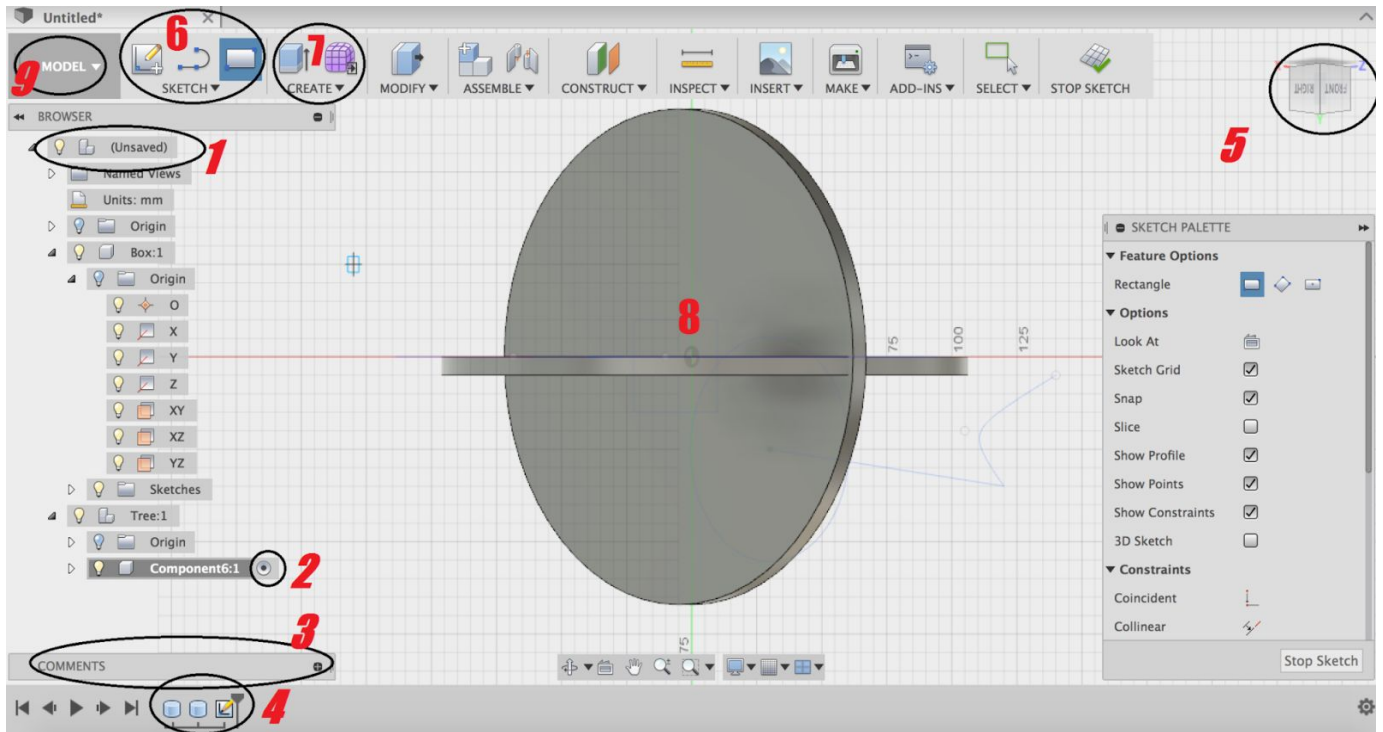 Untitled*
9 MODEL
6 SKETCH
7 CREATE
MODIFY
ASSEMBLE
CONSTRUCT
INSPECT
INSERT
MAKE
ADD-INS
SELECT
STOP SKETCH
RIGHT FRONT
Z
Y
5
BROWSER
(Unsaved)
1
Named Views
Units: mm
Origin
Box:1
Origin
O
X
Y
Z
XY
XZ
YZ
Sketches
Tree:1
Origin
Component6:1
2
3
COMMENTS
4
8
75
100
125
75
SKETCH PALETTE
Feature Options
Rectangle
Options
Look At
Sketch Grid
Snap
Slice
Show Profile
Show Points
Show Constraints
3D Sketch
Constraints
Coincident
Collinear
Stop Sketch